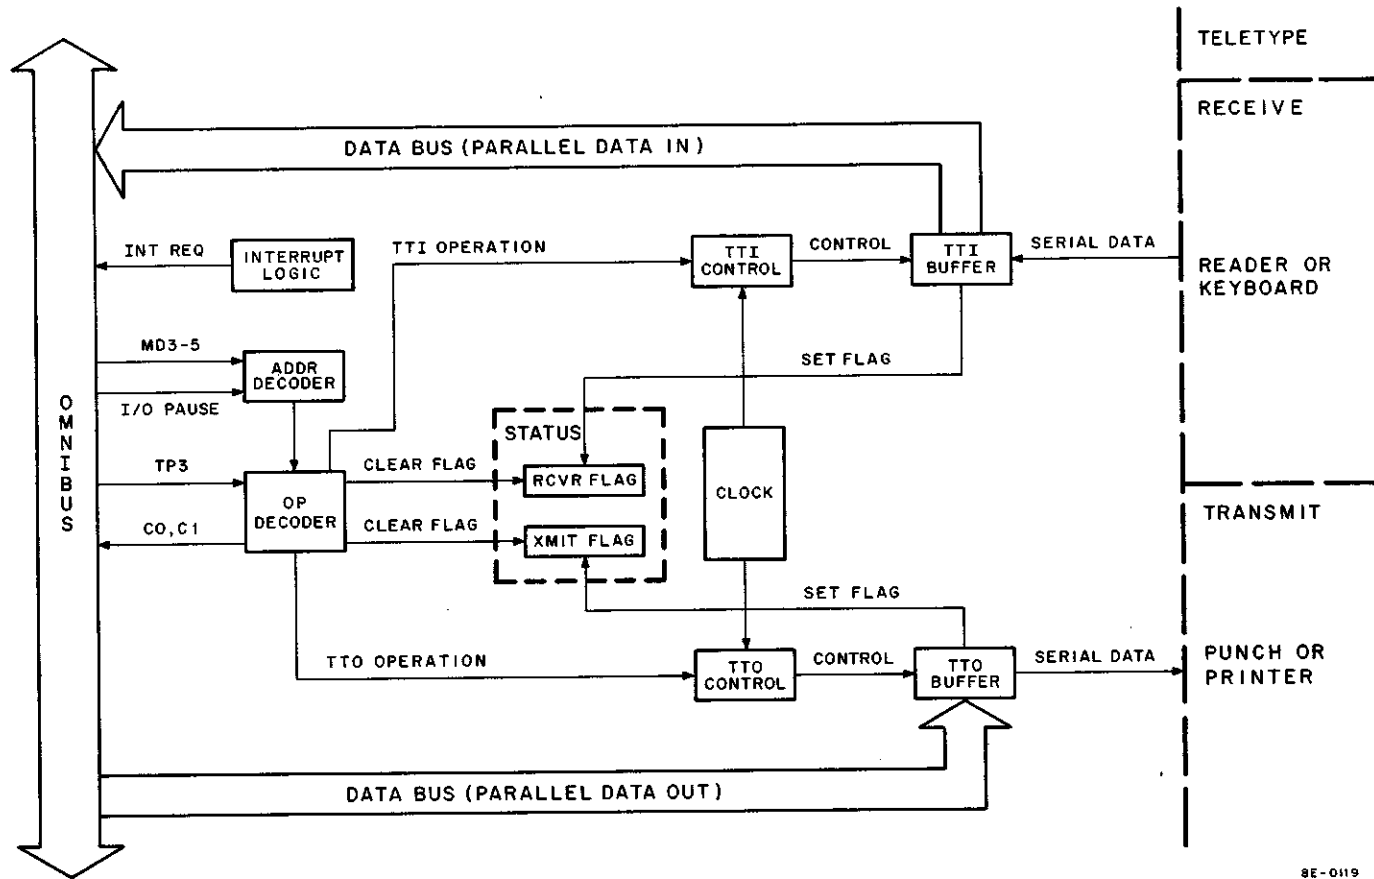 TELETYPE
RECEIVE
DATA BUS (PARALLEL DATA IN)
INT REQ
INTERRUPT
LOGIC
TTI OPERATION
TTI
CONTROL
CONTROL
TTI
BUFFER
SERIAL DATA
READER OR
KEYBOARD
MD3-5
ADDR
DECODER
I/O PAUSE
SET FLAG
OMNIBUS
STATUS
TP3
OP
DECODER
CLEAR FLAG
RCVR FLAG
CLOCK
C0,C1
CLEAR FLAG
XMIT FLAG
TRANSMIT
SET FLAG
TTO OPERATION
TTO
CONTROL
CONTROL
TTO
BUFFER
SERIAL DATA
PUNCH OR
PRINTER
DATA BUS (PARALLEL DATA OUT)
8E-0119